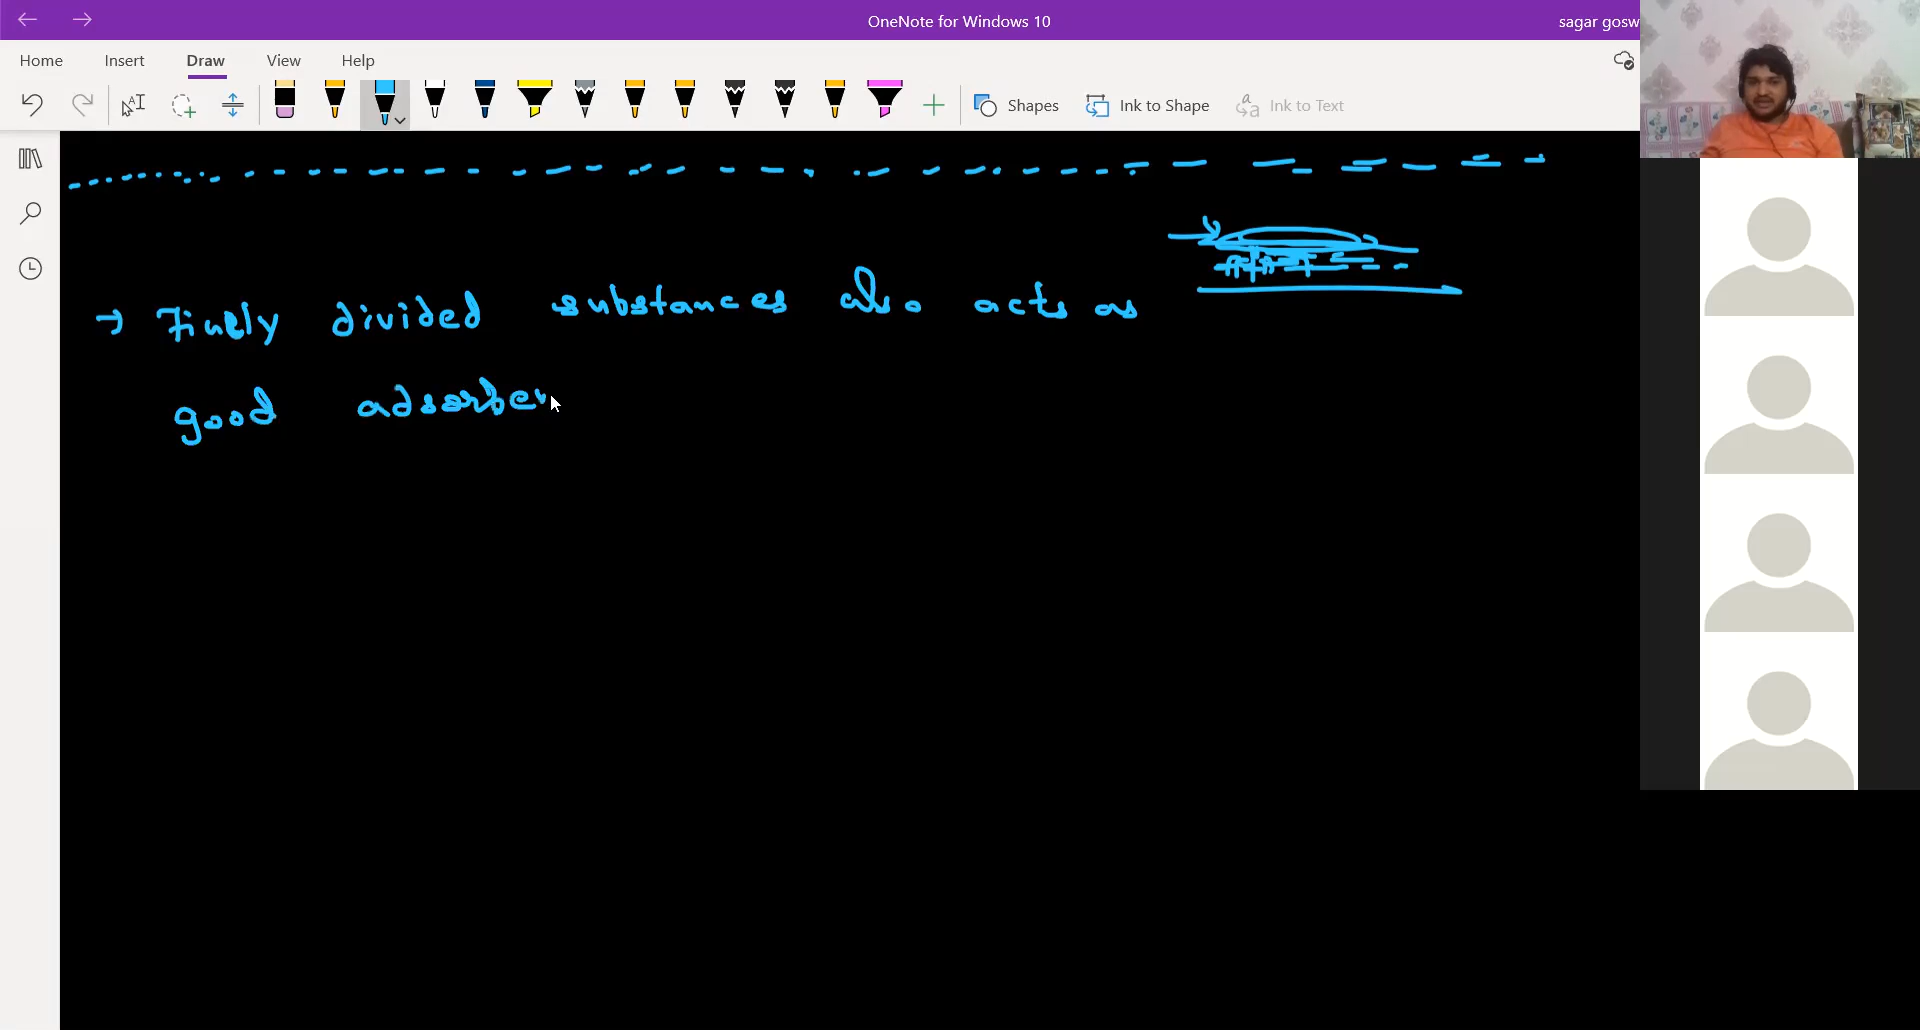 OneNote for Windows 10
sagar gosw
Home Insert Draw View Help
Shapes Ink to Shape Ink to Text
→ Finely divided substances also acts as
good adsorben